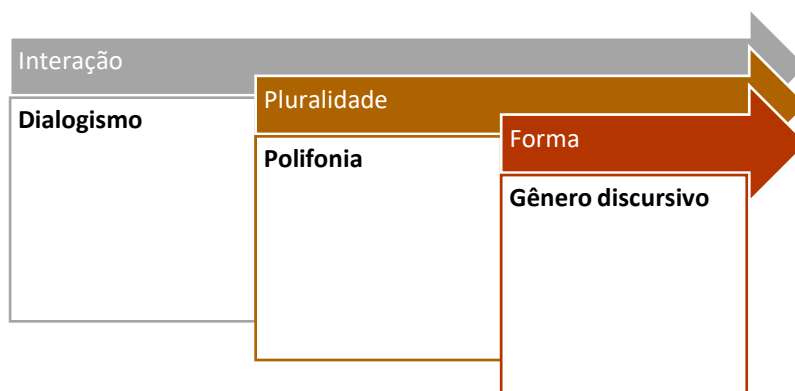 Interação
Dialogismo
Pluralidade
Polifonia
Forma
Gênero discursivo